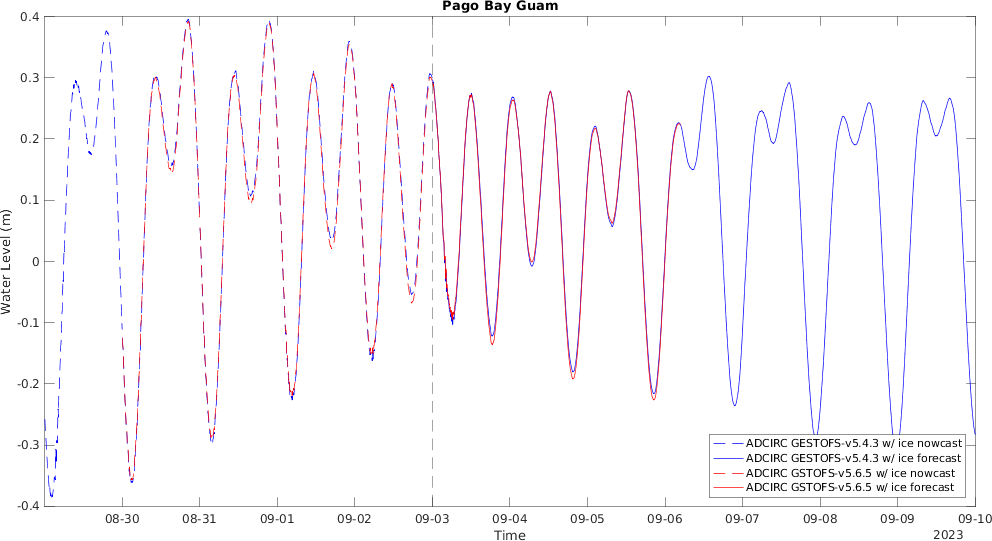 Pago Bay Guam
Water Level (m)
0.4
0.3
0.2
0.1
0
-0.1
-0.2
-0.3
-0.4
08-30 08-31 09-01 09-02 09-03 09-04 09-05 09-06 09-07 09-08 09-09 09-10
Time
2023
ADCIRC GESTOFS-v5.4.3 w/ ice nowcast
ADCIRC GESTOFS-v5.4.3 w/ ice forecast
ADCIRC GSTOFS-v5.6.5 w/ ice nowcast
ADCIRC GSTOFS-v5.6.5 w/ ice forecast